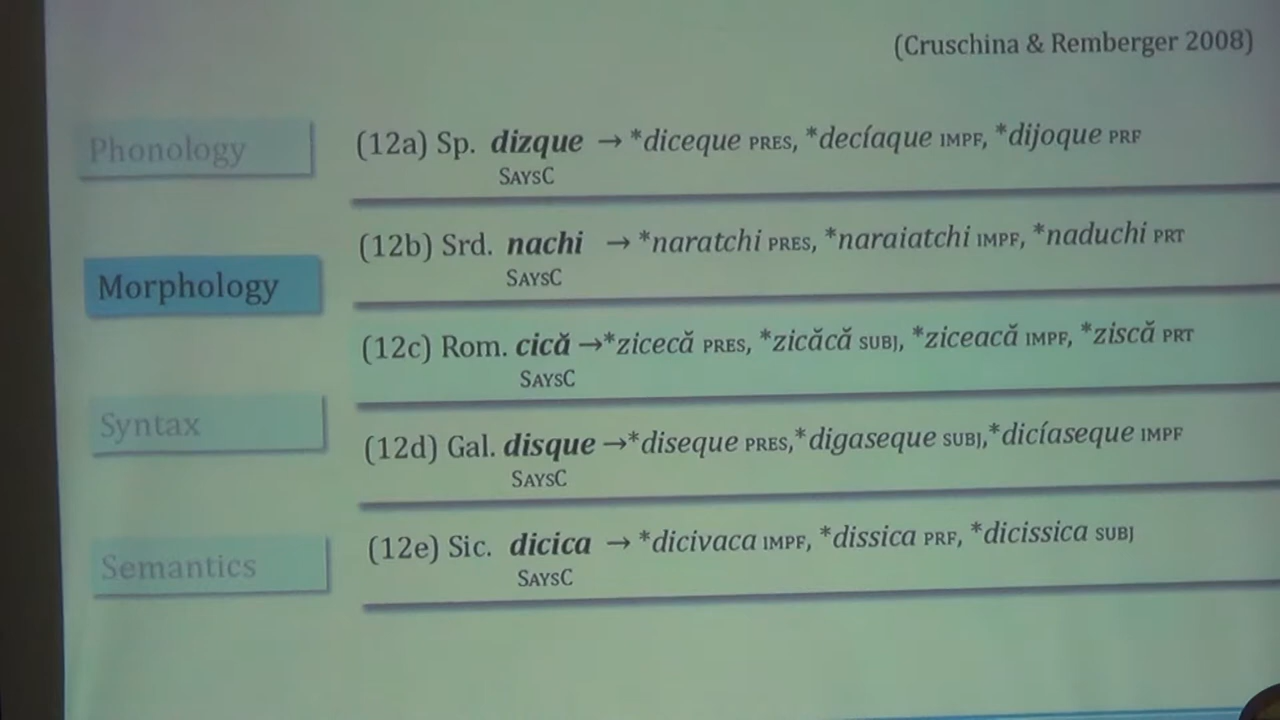 (Cruschina & Remberger 2008)
Phonology
(12a) Sp. dizque → *diceque PRES, *decíaque IMPF, *dijoque PRF
SAYSC
(12b) Srd. nachi → *naratchi PRES, *naraiatchi IMPF, *naduchi PRT
SAYSC
Morphology
(12c) Rom. cică →*zicecă PRES, *zicăcă SUBJ, *ziceacă IMPF, *ziscă PRT
SAYSC
Syntax
(12d) Gal. disque →*diseque PRES,*digaseque SUBJ,*dicíaseque IMPF
SAYSC
(12e) Sic. dicica → *dicivaca IMPF, *dissica PRF, *dicissica SUBJ
SAYSC
Semantics